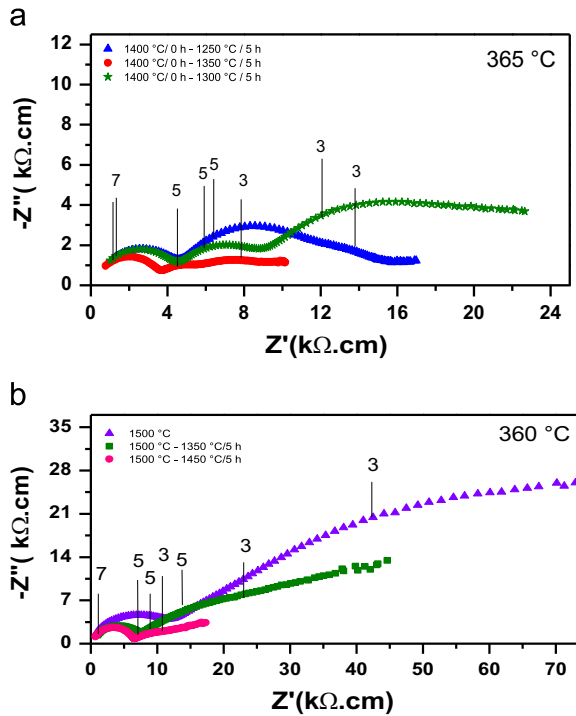 a
12
10
8
6
4
2
0
-Z''( kΩ.cm)
1400 °C/ 0 h - 1250 °C / 5 h
1400 °C/ 0 h - 1350 °C / 5 h
1400 °C/ 0 h - 1300 °C / 5 h
365 °C
7
5
5
5
3
3
3
0 4 8 12 16 20 24
Z'(kΩ.cm)
b
35
28
21
14
7
0
-Z''( kΩ.cm)
1500 °C
1500 °C - 1350 °C/5 h
1500 °C - 1450 °C/5 h
360 °C
7
5
5
3
5
3
3
0 10 20 30 40 50 60 70
Z'(kΩ.cm)